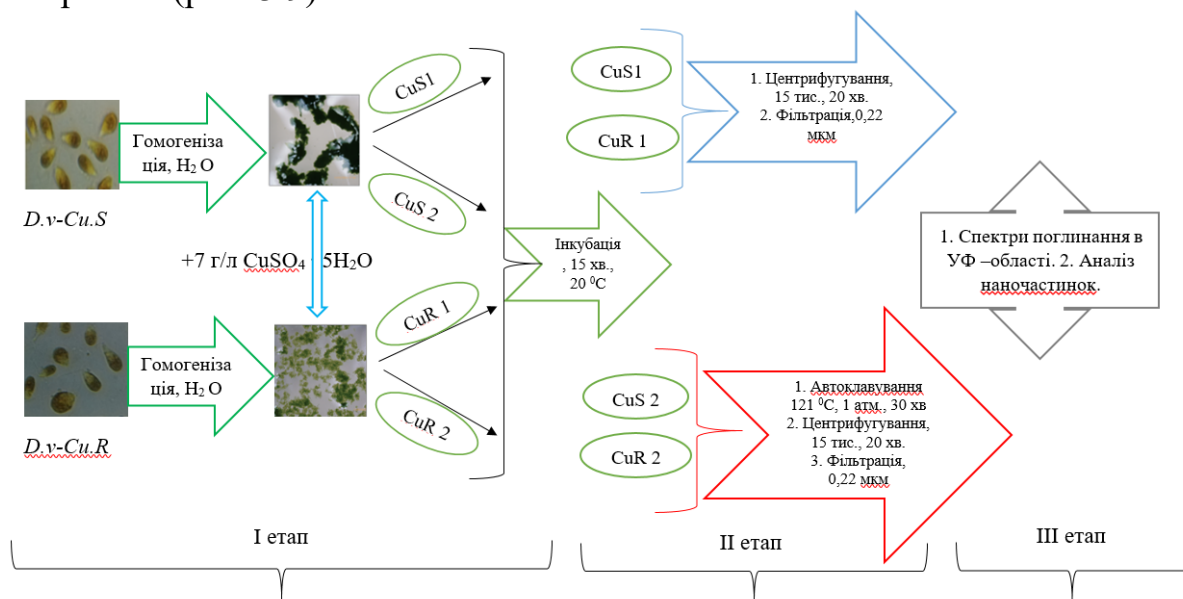 CuS1
Гомогеніза
ція, H₂ O
D.v-Cu.S
CuS 2
+7 г/л CuSO₄ 5H₂O
Гомогеніза
ція, H₂ O
D.v-Cu.R
CuR 1
CuR 2
Інкубація
, 15 хв.,
20 ⁰C
I етап
CuS1
CuR 1
1. Центрифугування,
15 тис., 20 хв.
2. Фільтрація,0,22
мкм
CuS 2
CuR 2
1. Автоклавування
121 ⁰C, 1 атм., 30 хв
2. Центрифугування,
15 тис., 20 хв.
3. Фільтрація,
0,22 мкм
II етап
1. Спектри поглинання в
УФ –області. 2. Аналіз
наночастинок.
III етап